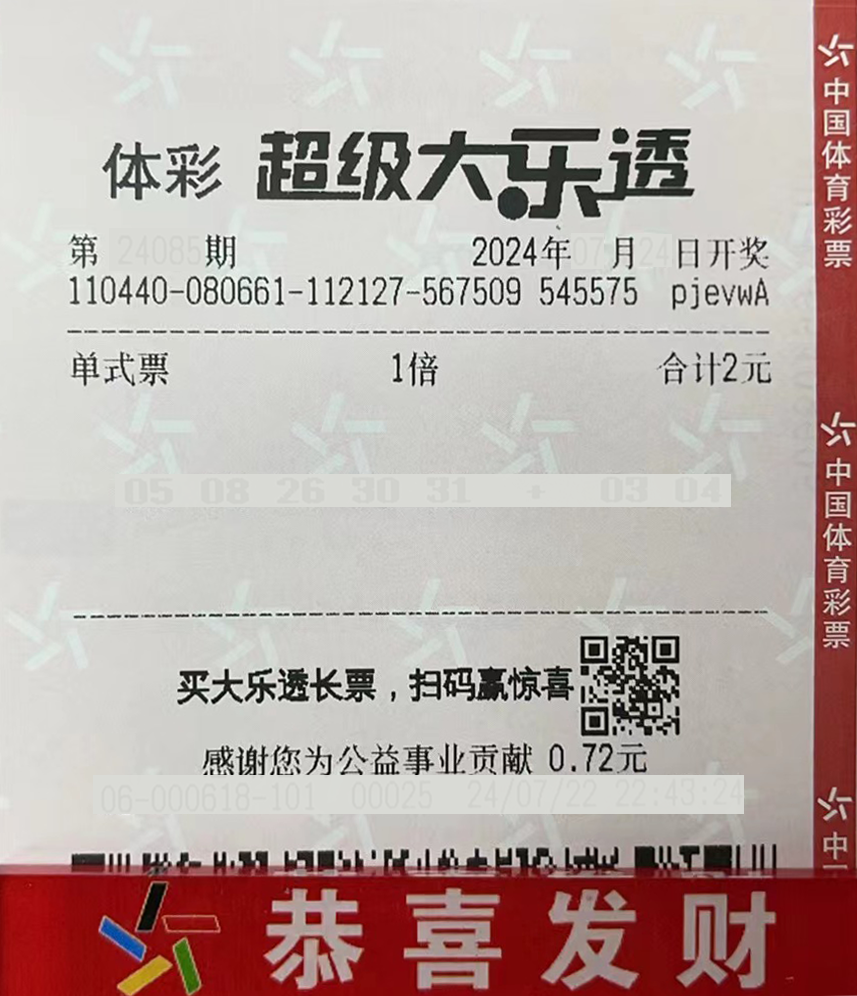 体彩 超级大乐透
第 24085 期 2024年 07 月 24 日开奖
110440-080661-112127-567509 545575 pjevwA
单式票 1倍 合计2元
05 08 26 30 31 + 03 04
买大乐透长票，扫码赢惊喜
感谢您为公益事业贡献 0.72元
06-000618-101 00025 24/07/22 22:43:24
恭喜发财
中国体育彩票
中国体育彩票
中